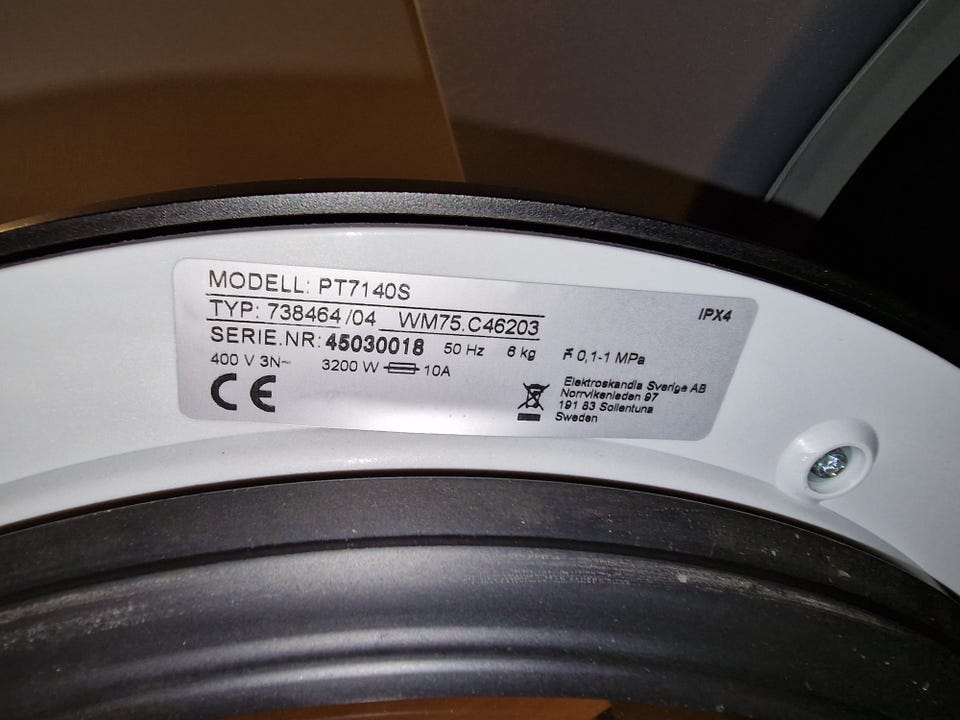 MODELL: PT7140S
IPX4
TYP: 738464/04 WM75.C46203
SERIE.NR: 45030018 50 Hz 6 kg 0,1-1 MPa
400 V 3N~ 3200 W 10A
CE
Elektroskandia Sverige AB
Norrvikenleden 97
191 83 Sollentuna
Sweden